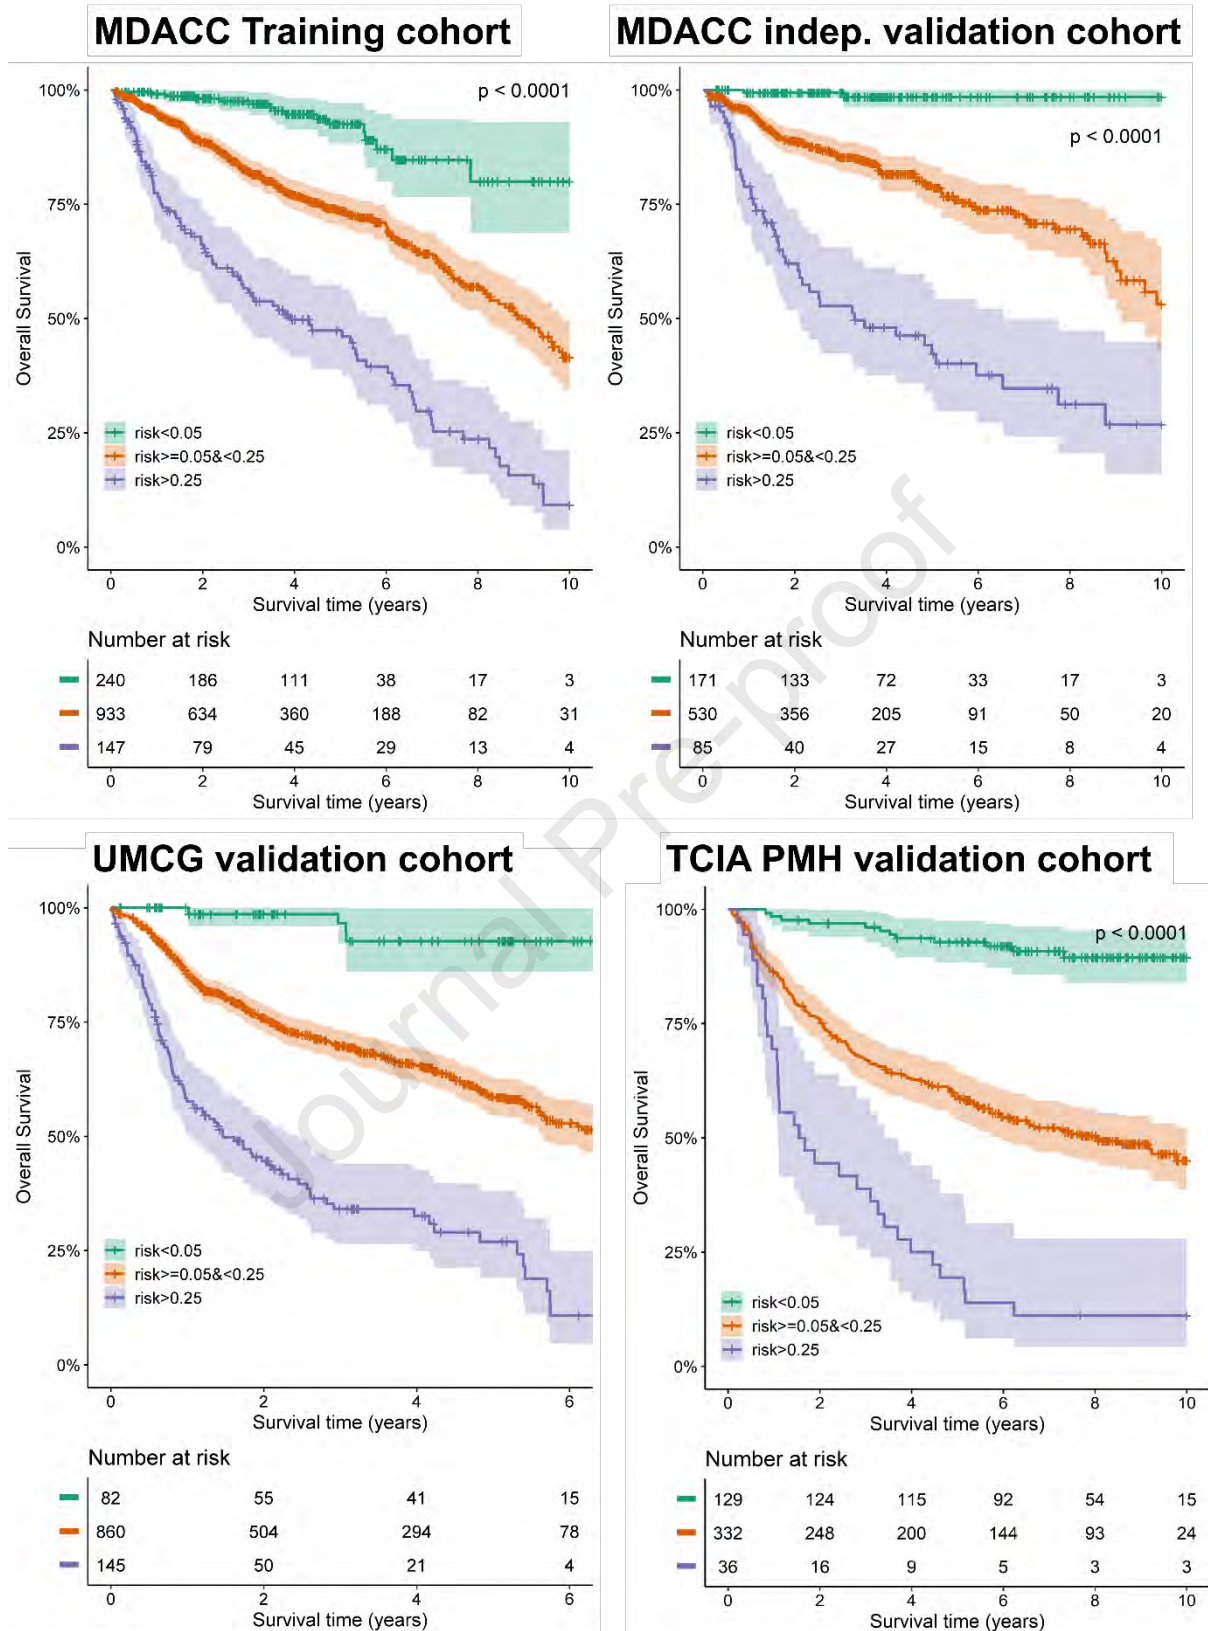 MDACC Training cohort
100%
75%
50%
25%
0%
Overall Survival
p < 0.0001
risk<0.05
risk>=0.05&<0.25
risk>0.25
0 2 4 6 8 10
Survival time (years)
Number at risk
240 186 111 38 17 3
933 634 360 188 82 31
147 79 45 29 13 4
0 2 4 6 8 10
Survival time (years)
MDACC indep. validation cohort
100%
75%
50%
25%
0%
Overall Survival
p < 0.0001
risk<0.05
risk>=0.05&<0.25
risk>0.25
0 2 4 6 8 10
Survival time (years)
Number at risk
171 133 72 33 17 3
530 356 205 91 50 20
85 40 27 15 8 4
0 2 4 6 8 10
Survival time (years)
UMCG validation cohort
100%
75%
50%
25%
0%
Overall Survival
risk<0.05
risk>=0.05&<0.25
risk>0.25
0 2 4 6
Survival time (years)
Number at risk
82 55 41 15
860 504 294 78
145 50 21 4
0 2 4 6
Survival time (years)
TCIA PMH validation cohort
100%
75%
50%
25%
0%
Overall Survival
p < 0.0001
risk<0.05
risk>=0.05&<0.25
risk>0.25
0 2 4 6 8 10
Survival time (years)
Number at risk
129 124 115 92 54 15
332 248 200 144 93 24
36 16 9 5 3 3
0 2 4 6 8 10
Survival time (years)
Journal Pre-proof